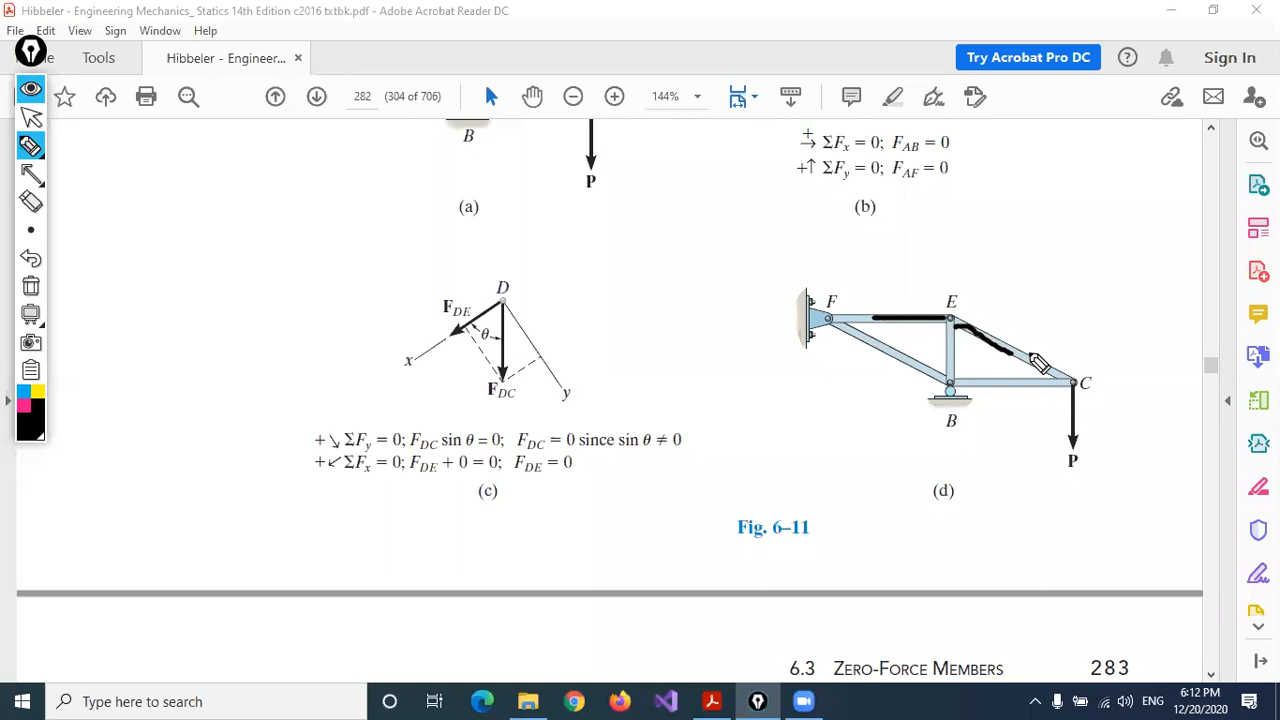 Hibbeler - Engineering Mechanics_ Statics 14th Edition c2016 txtbk.pdf - Adobe Acrobat Reader DC
File Edit View Sign Window Help
Tools Hibbeler - Engineer... × Try Acrobat Pro DC Sign In
282 (304 of 706) 144%
B
P
(a)
+→ ΣFx = 0; FAB = 0
+↑ ΣFy = 0; FAF = 0
(b)
D
FDE
θ
x
FDC
y
+↘ ΣFy = 0; FDC sin θ = 0; FDC = 0 since sin θ ≠ 0
+↙ ΣFx = 0; FDE + 0 = 0; FDE = 0
(c)
F E
C
B
P
(d)
Fig. 6–11
6.3 ZERO-FORCE MEMBERS 283
Type here to search
ENG 6:12 PM
12/20/2020